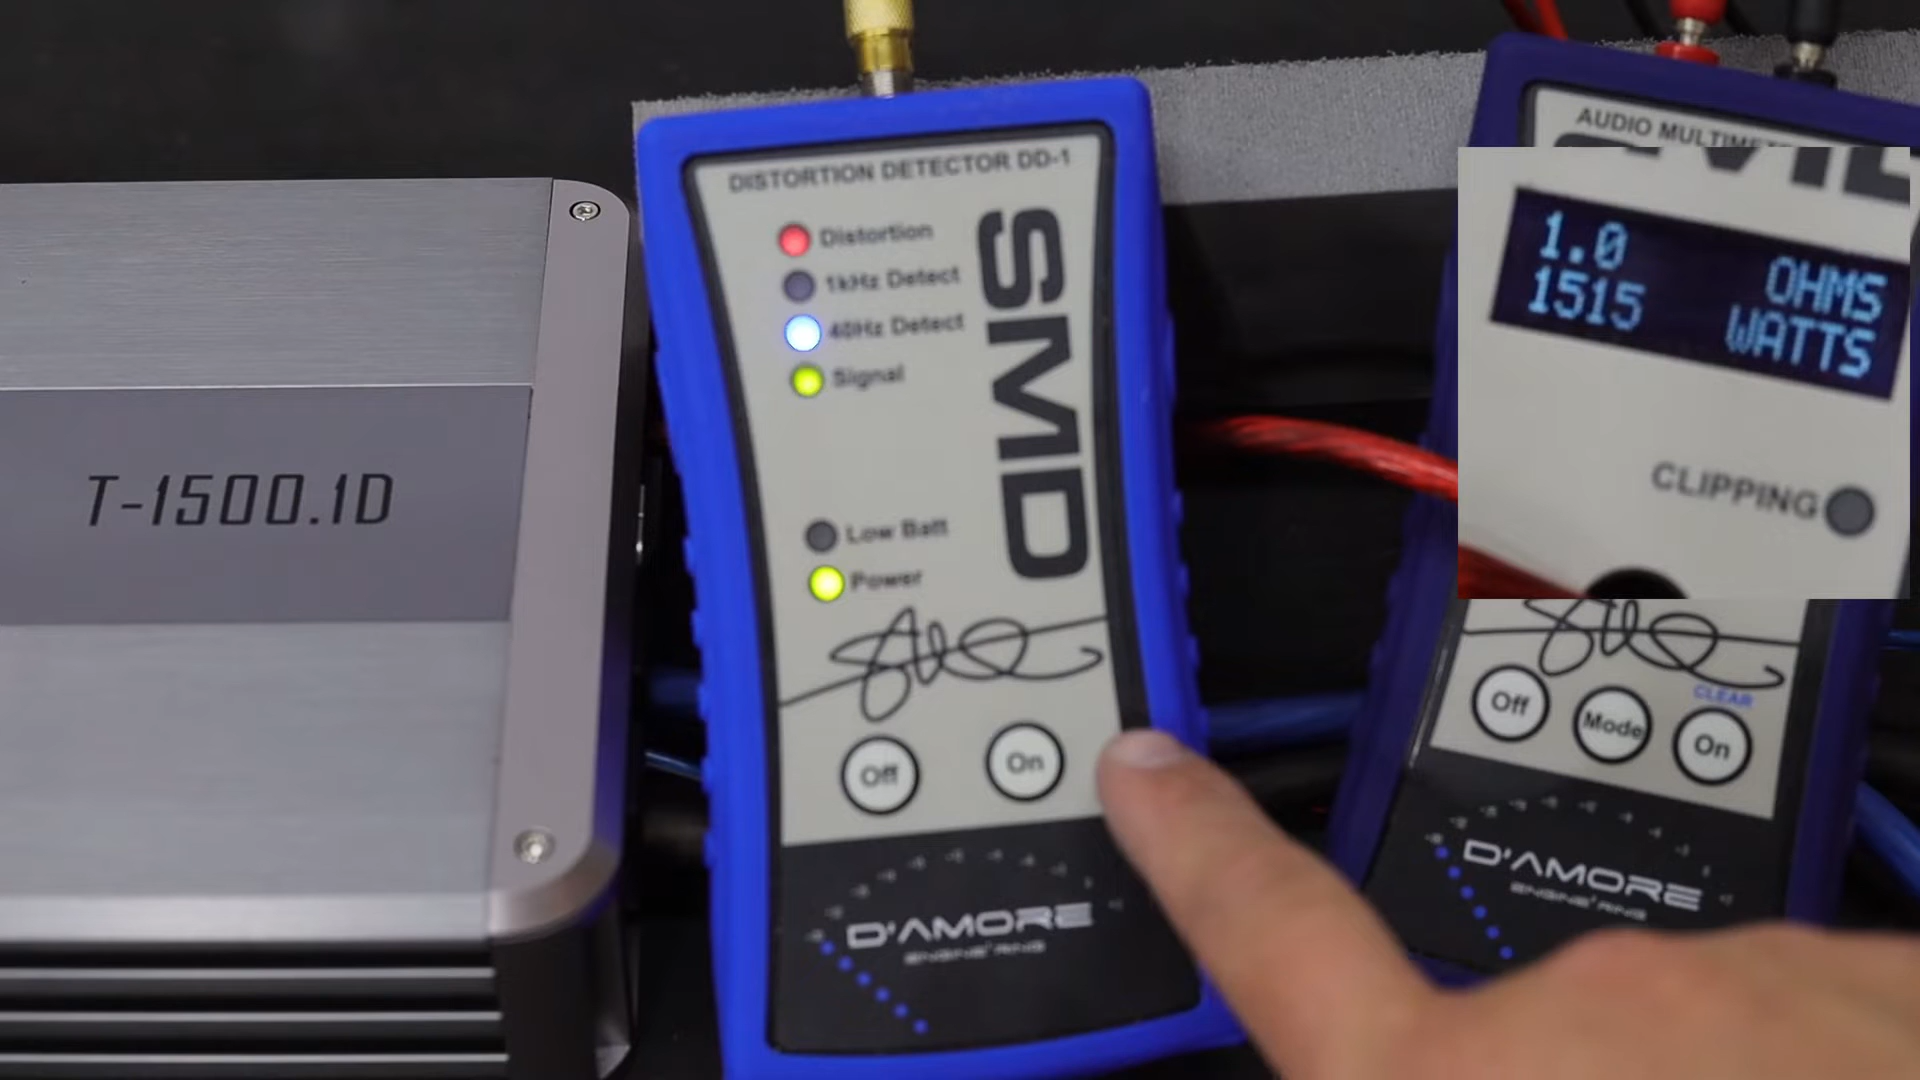 T-1500.1D
DISTORTION DETECTOR DD-1
Distortion
1kHz Detect
40Hz Detect
Signal
SMD
Low Batt
Power
Off
On
D'AMORE
ENGINEERING
AUDIO MULTIME
1.0 OHMS
1515 WATTS
CLIPPING
CLEAR
Off
Mode
On
D'AMORE
ENGINEERING